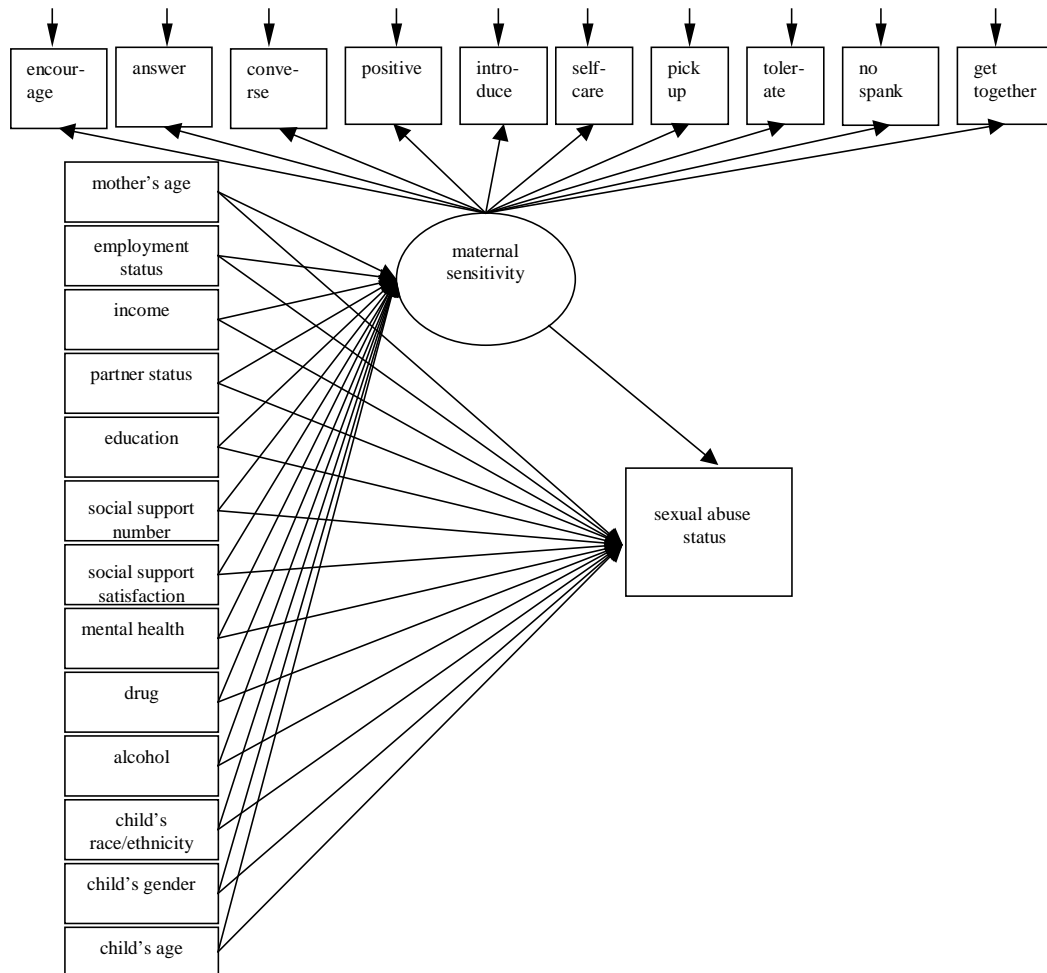 encour-
age
answer
conve-
rse
positive
intro-
duce
self-
care
pick
up
toler-
ate
no
spank
get
together
mother's age
employment
status
income
partner status
education
social support
number
social support
satisfaction
mental health
drug
alcohol
child's
race/ethnicity
child's gender
child's age
maternal
sensitivity
sexual abuse
status